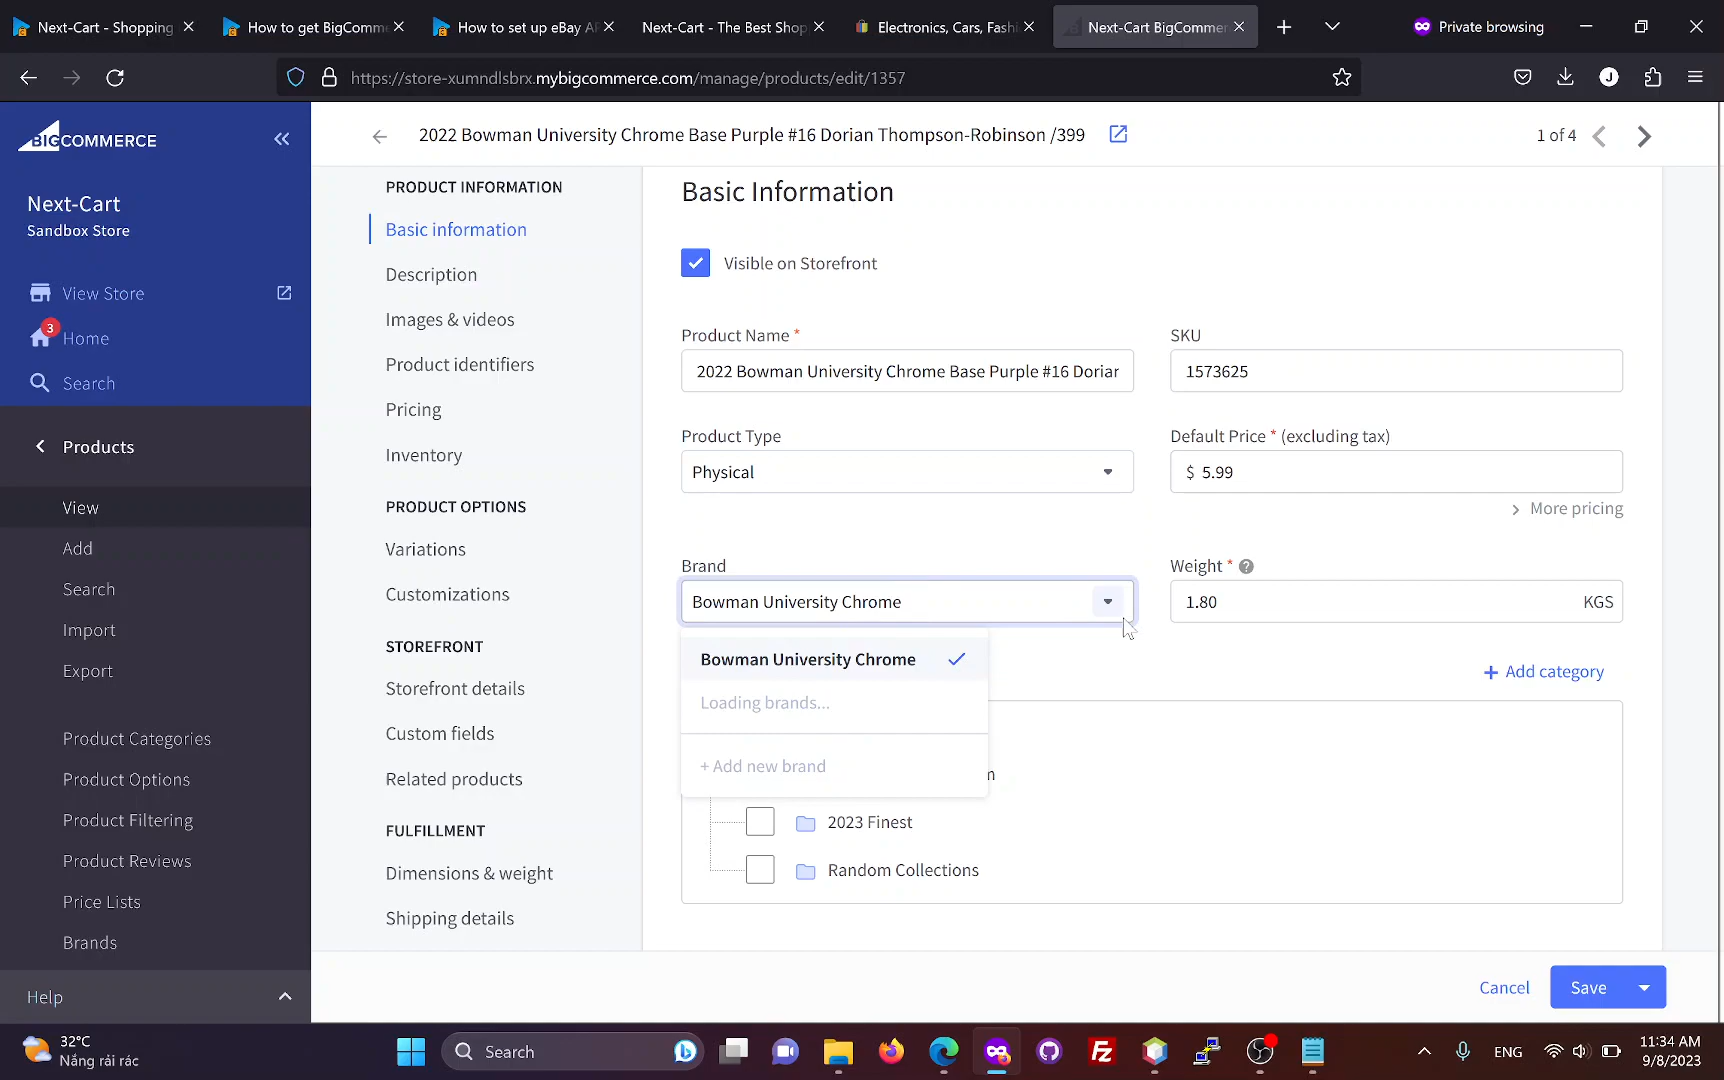 Next-Cart - Shopping
How to get BigComme
How to set up eBay AP
Next-Cart - The Best Shop
Electronics, Cars, Fashi
Next-Cart BigCommer
Private browsing
https://store-xumndlsbrx.mybigcommerce.com/manage/products/edit/1357
J
BIGCOMMERCE
2022 Bowman University Chrome Base Purple #16 Dorian Thompson-Robinson /399
1 of 4
Next-Cart
Sandbox Store
View Store
3
Home
Search
Products
View
Add
Search
Import
Export
Product Categories
Product Options
Product Filtering
Product Reviews
Price Lists
Brands
Help
PRODUCT INFORMATION
Basic information
Description
Images & videos
Product identifiers
Pricing
Inventory
PRODUCT OPTIONS
Variations
Customizations
STOREFRONT
Storefront details
Custom fields
Related products
FULFILLMENT
Dimensions & weight
Shipping details
Basic Information
Visible on Storefront
Product Name *
SKU
2022 Bowman University Chrome Base Purple #16 Dorian
1573625
Product Type
Default Price * (excluding tax)
Physical
$ 5.99
More pricing
Brand
Weight * ?
Bowman University Chrome
1.80 KGS
Bowman University Chrome
+ Add category
Loading brands...
+ Add new brand
m
2023 Finest
Random Collections
Cancel
Save
32°C
Nắng rải rác
Search
ENG
11:34 AM
9/8/2023